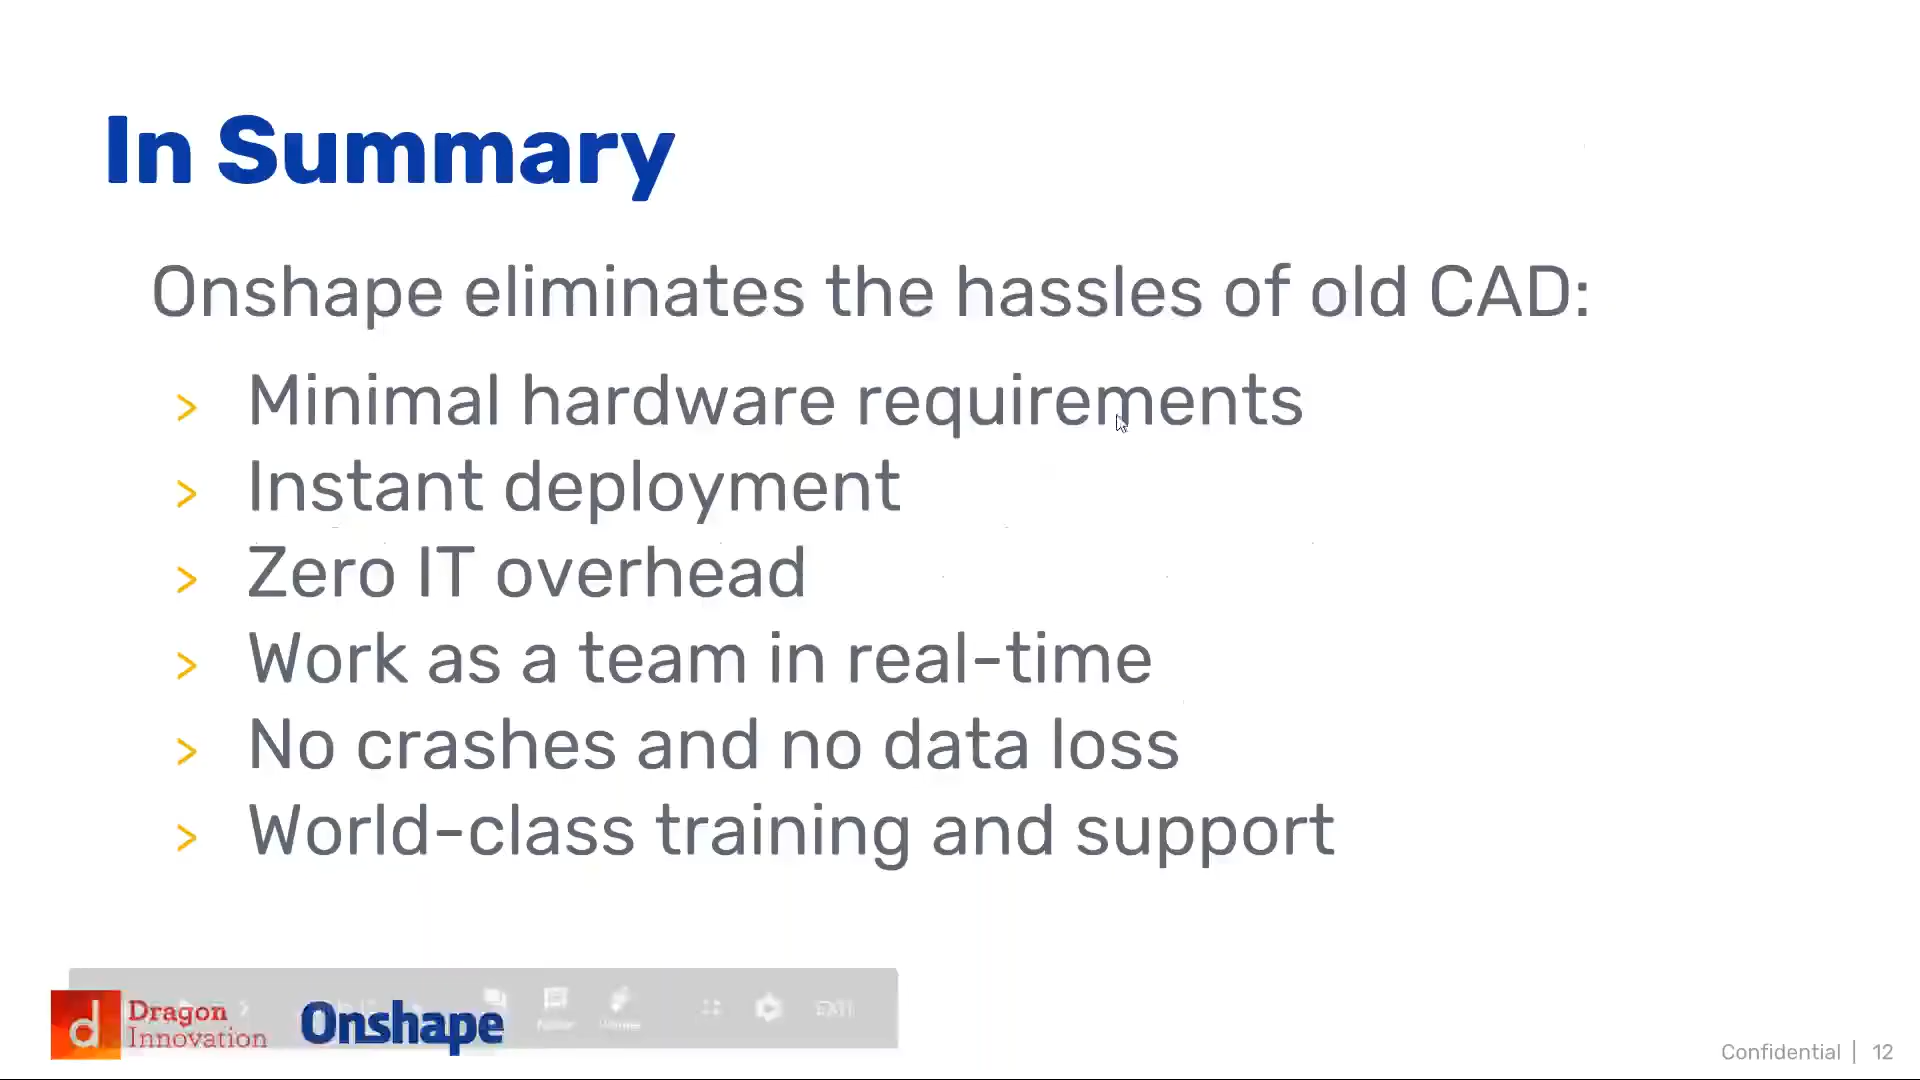 In Summary
Onshape eliminates the hassles of old CAD:
> Minimal hardware requirements
> Instant deployment
> Zero IT overhead
> Work as a team in real-time
> No crashes and no data loss
> World-class training and support
d Dragon
Innovation
Onshape
EXIT
Confidential | 12